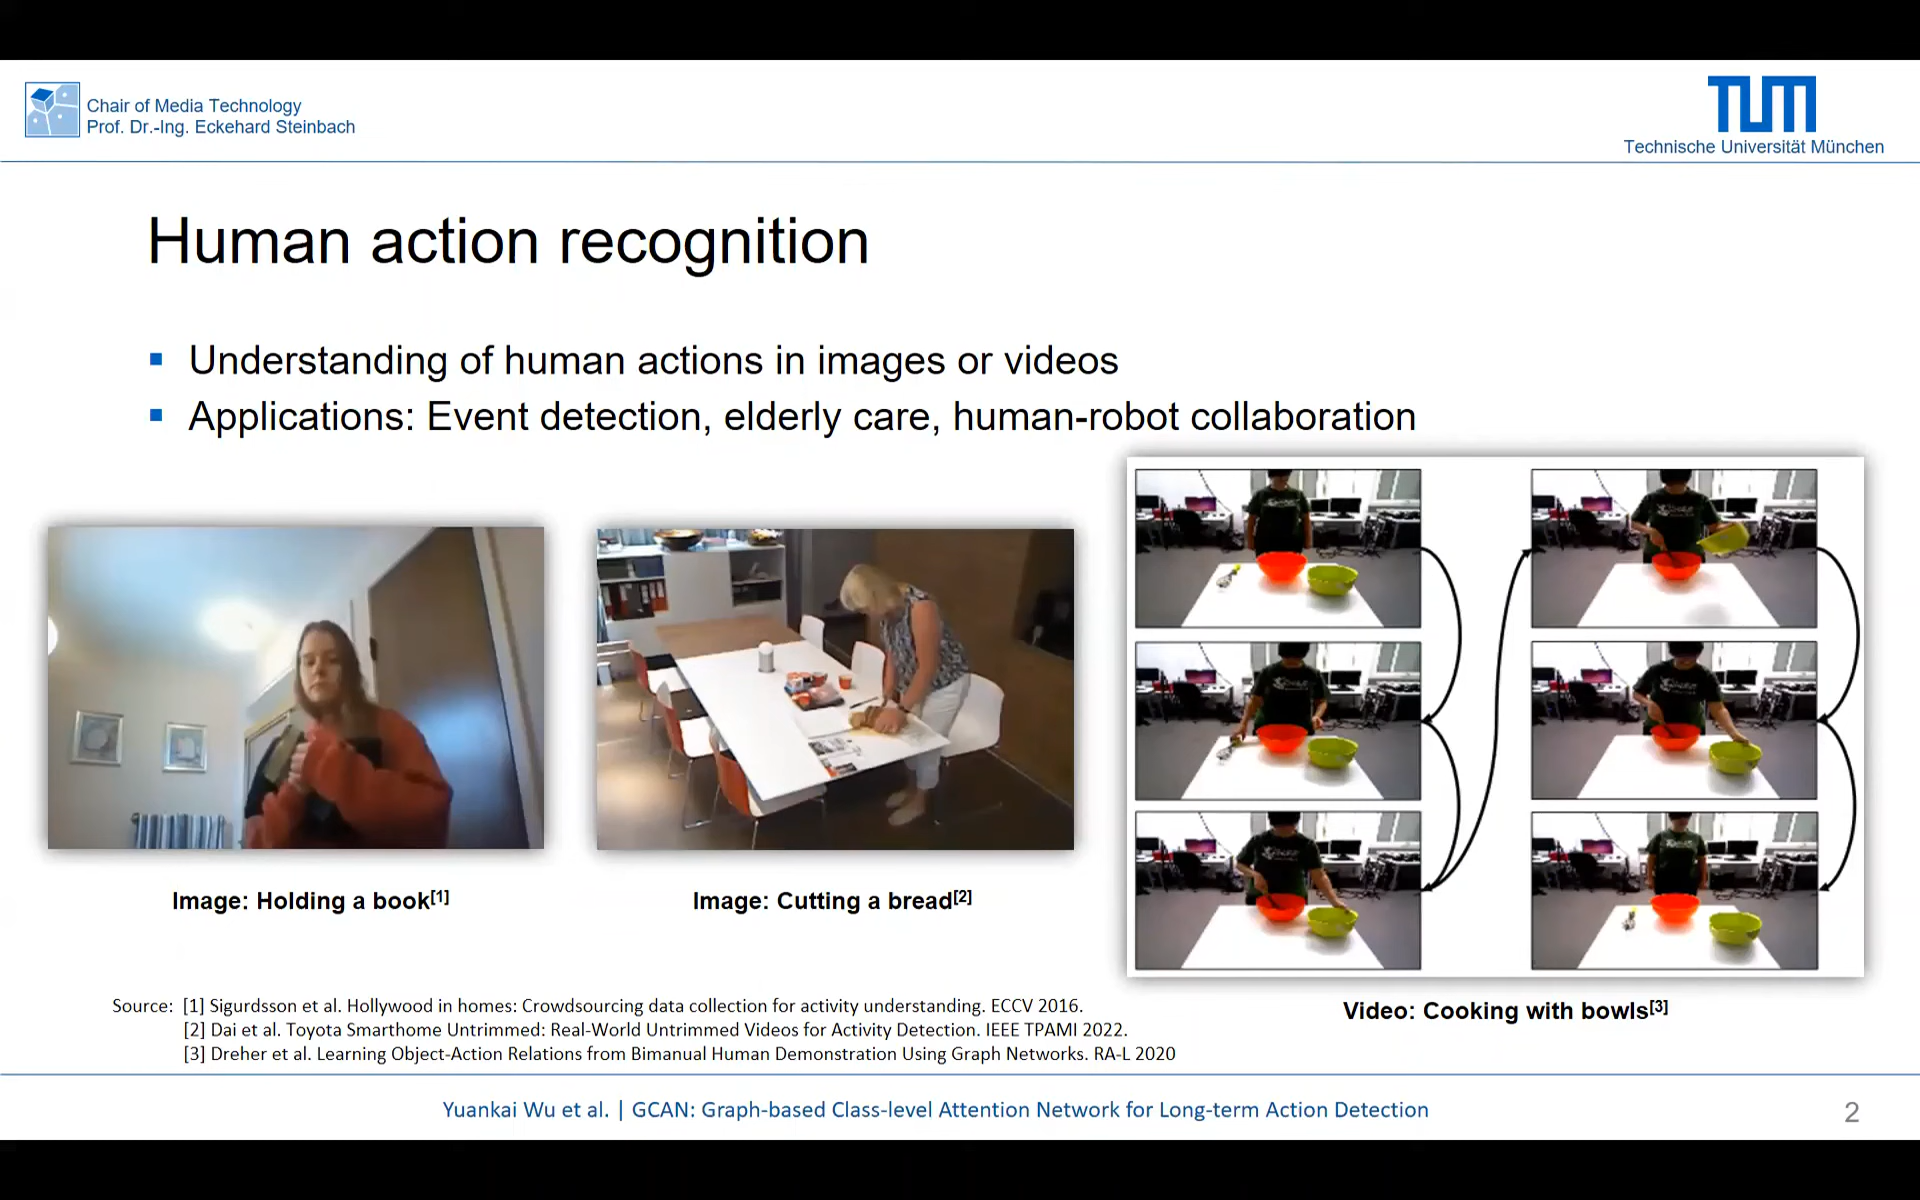 Chair of Media Technology
Prof. Dr.-Ing. Eckehard Steinbach
TUM
Technische Universität München
Human action recognition
▪ Understanding of human actions in images or videos
▪ Applications: Event detection, elderly care, human-robot collaboration
Image: Holding a book[1]
Image: Cutting a bread[2]
Video: Cooking with bowls[3]
Source: [1] Sigurdsson et al. Hollywood in homes: Crowdsourcing data collection for activity understanding. ECCV 2016.
[2] Dai et al. Toyota Smarthome Untrimmed: Real-World Untrimmed Videos for Activity Detection. IEEE TPAMI 2022.
[3] Dreher et al. Learning Object-Action Relations from Bimanual Human Demonstration Using Graph Networks. RA-L 2020
Yuankai Wu et al. | GCAN: Graph-based Class-level Attention Network for Long-term Action Detection
2